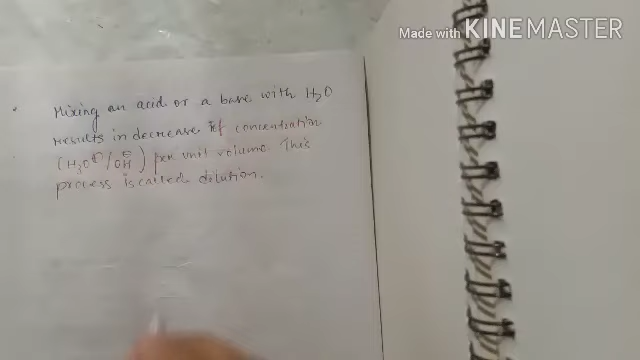 Made with KINEMASTER
Mixing an acid or a base with H₂O
results in decrease of concentration
(H₃O⊕/OH⊖) per unit volume. This
process is called dilution.